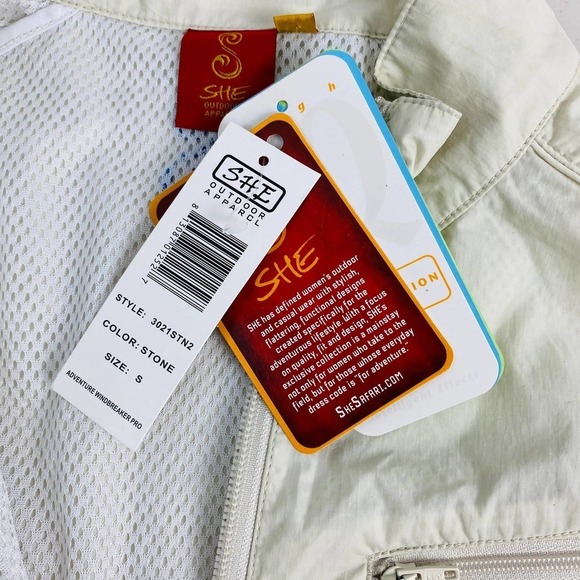 SHE
OUTDOOR
APPAREL
g h
SHE
OUTDOOR
APPAREL
STYLE: 3021STN2
COLOR: STONE
SIZE: S
ADVENTURE WINDBREAKER PRO
SHE
SHE has defined women's outdoor
and casual wear with stylish,
flattering, functional designs
created specifically for the
adventurous lifestyle. With a focus
on quality, fit and design, SHE's
exclusive collection is a mainstay
not only for women who take to the
field, but for those whose everyday
dress code is "for adventure."
SHESAFARI.COM
ION